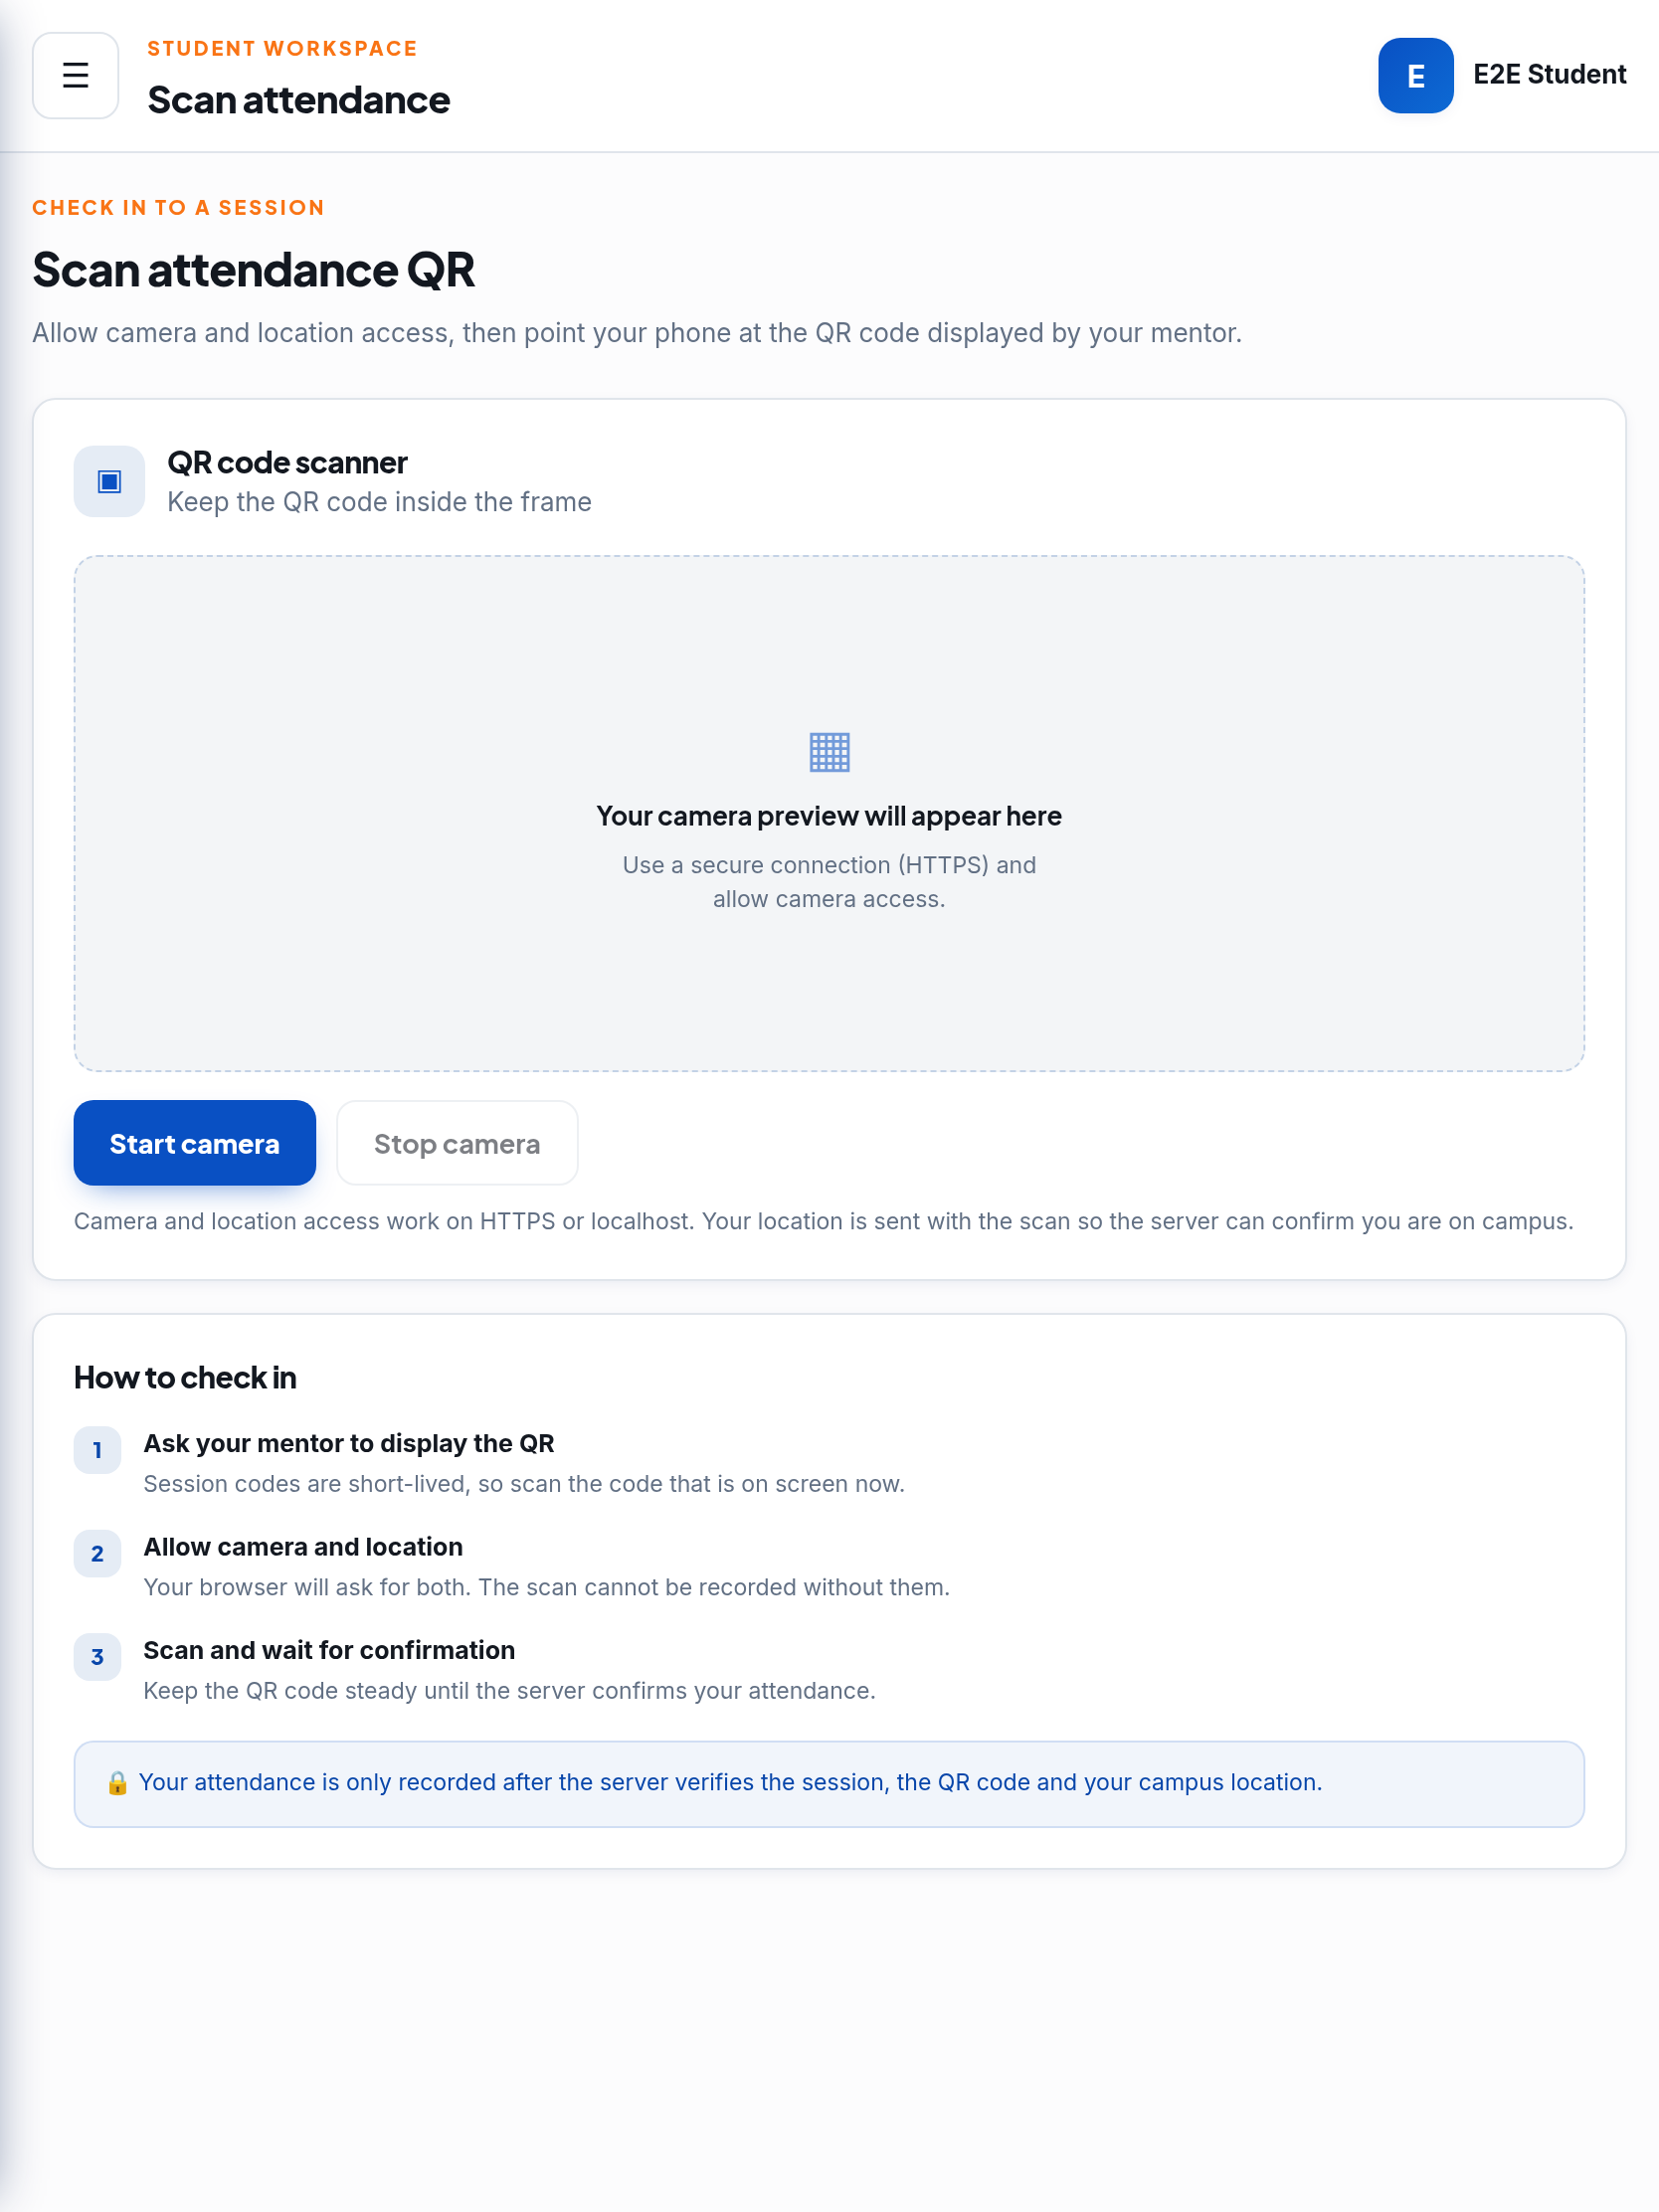 STUDENT WORKSPACE
Scan attendance
E
E2E Student
CHECK IN TO A SESSION
Scan attendance QR
Allow camera and location access, then point your phone at the QR code displayed by your mentor.
QR code scanner
Keep the QR code inside the frame
Your camera preview will appear here
Use a secure connection (HTTPS) and
allow camera access.
Start camera
Stop camera
Camera and location access work on HTTPS or localhost. Your location is sent with the scan so the server can confirm you are on campus.
How to check in
1
Ask your mentor to display the QR
Session codes are short-lived, so scan the code that is on screen now.
2
Allow camera and location
Your browser will ask for both. The scan cannot be recorded without them.
3
Scan and wait for confirmation
Keep the QR code steady until the server confirms your attendance.
🔒 Your attendance is only recorded after the server verifies the session, the QR code and your campus location.